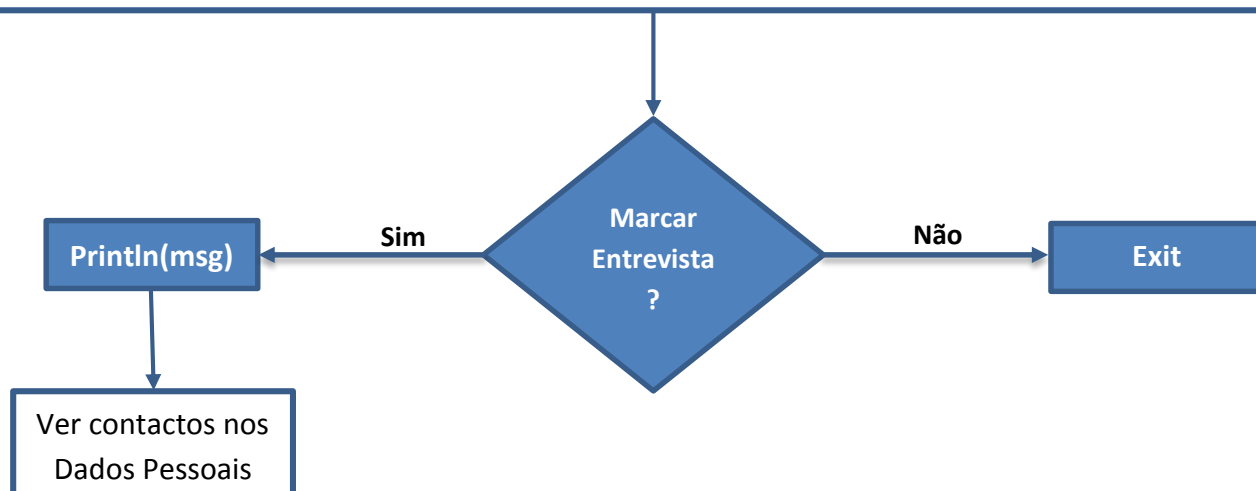 Marcar
Entrevista
?
Sim
Não
Println(msg)
Exit
Ver contactos nos
Dados Pessoais